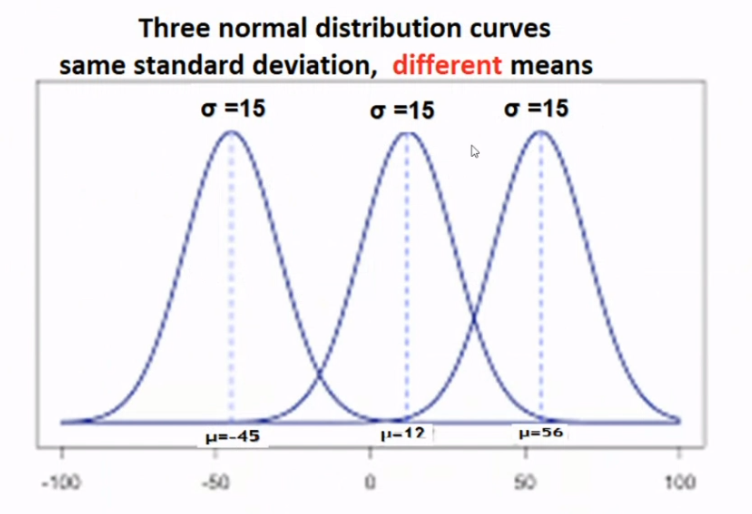 Three normal distribution curves
same standard deviation, different means
σ =15 σ =15 σ =15
μ=-45 μ=12 μ=56
-100 -50 0 50 100